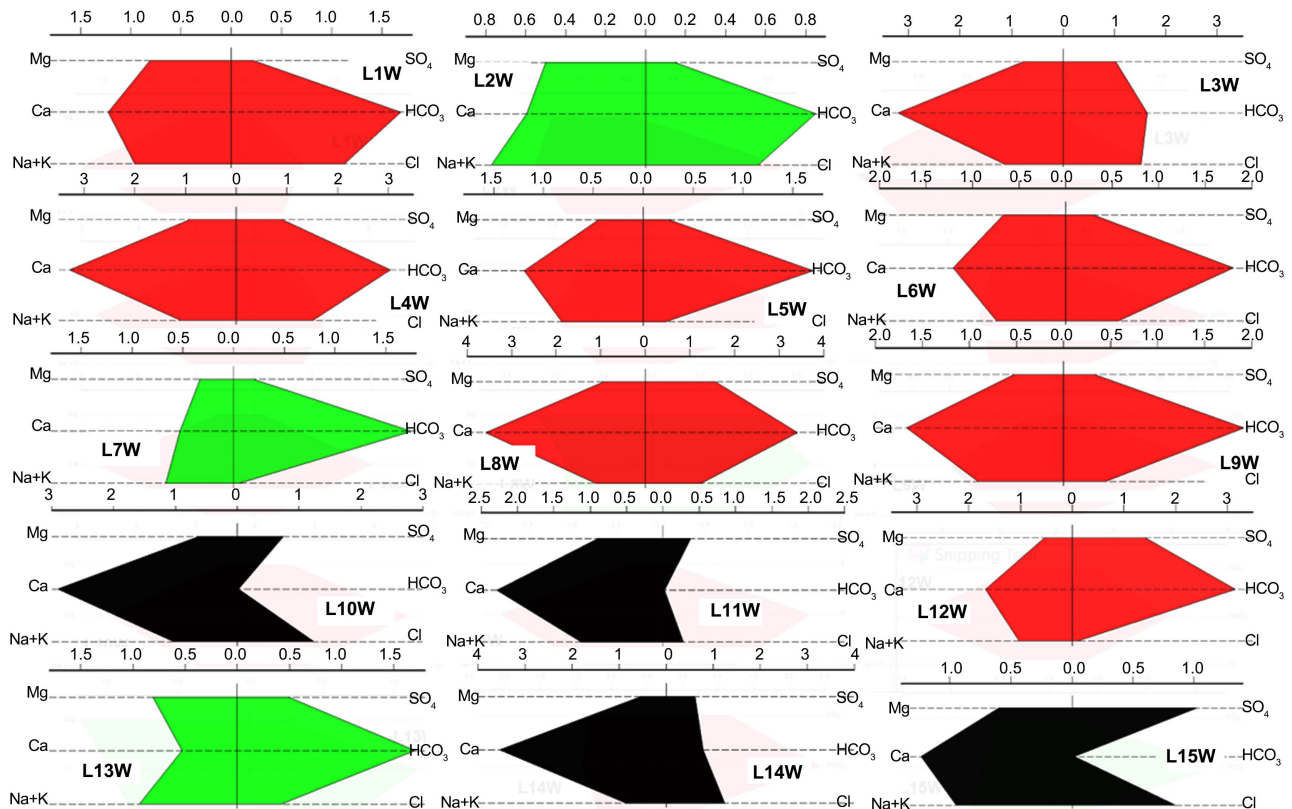 1.5 1.0 0.5 0.0 0.5 1.0 1.5
Mg SO4
L1W
Ca HCO3
Na+K Cl
0.8 0.6 0.4 0.2 0.0 0.2 0.4 0.6 0.8
Mg SO4
L2W
Ca HCO3
Na+K Cl
3 2 1 0 1 2 3
Mg SO4
L3W
Ca HCO3
Na+K Cl
3 2 1 0 1 2 3
Mg SO4
Ca HCO3
L4W
Na+K Cl
1.5 1.0 0.5 0.0 0.5 1.0 1.5
Mg SO4
Ca HCO3
L5W
Na+K Cl
2.0 1.5 1.0 0.5 0.0 0.5 1.0 1.5 2.0
Mg SO4
Ca HCO3
L6W
Na+K Cl
1.5 1.0 0.5 0.0 0.5 1.0 1.5
Mg SO4
Ca HCO3
L7W
Na+K Cl
4 3 2 1 0 1 2 3 4
Mg SO4
Ca HCO3
L8W
Na+K Cl
2.0 1.5 1.0 0.5 0.0 0.5 1.0 1.5 2.0
Mg SO4
Ca HCO3
L9W
Na+K Cl
3 2 1 0 1 2 3
Mg SO4
Ca HCO3
L10W
Na+K Cl
2.5 2.0 1.5 1.0 0.5 0.0 0.5 1.0 1.5 2.0 2.5
Mg SO4
Ca HCO3
L11W
Na+K Cl
3 2 1 0 1 2 3
Mg SO4
Snipping
Ca HCO3
L12W
Na+K Cl
1.5 1.0 0.5 0.0 0.5 1.0 1.5
Mg SO4
Ca HCO3
L13W
Na+K Cl
4 3 2 1 0 1 2 3 4
Mg SO4
Ca HCO3
L14W
Na+K Cl
1.0 0.5 0.0 0.5 1.0
Mg SO4
Ca HCO3
L15W
Na+K Cl